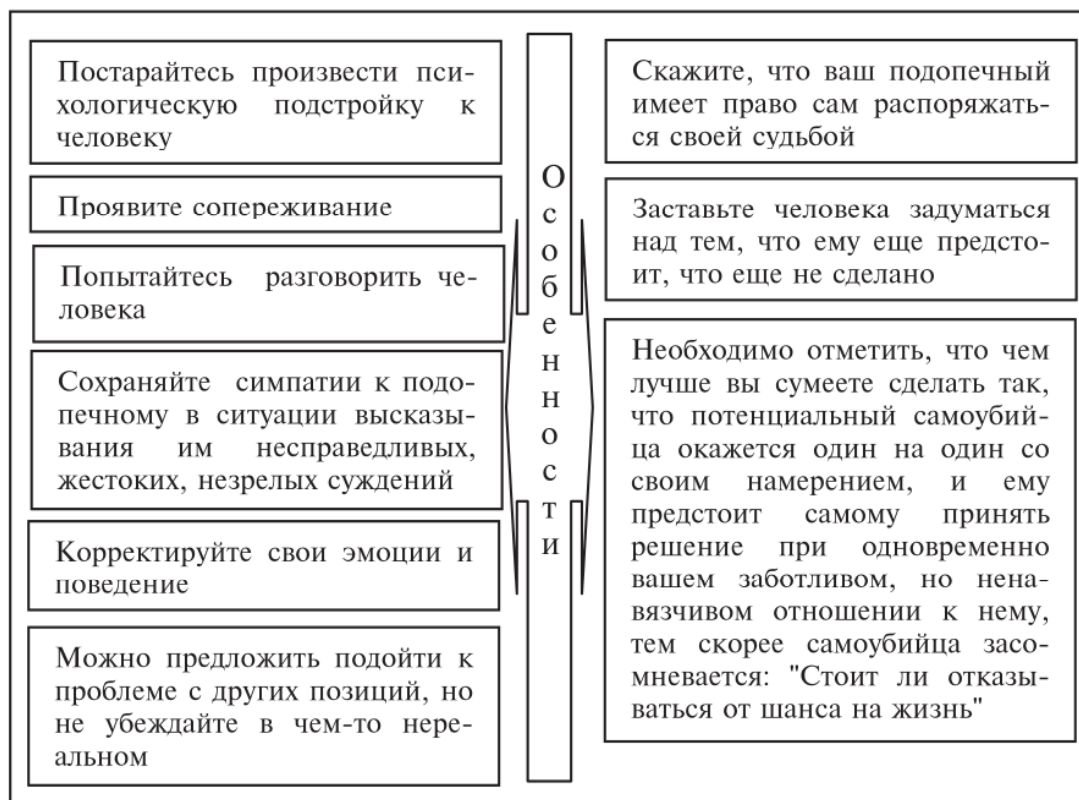 Постарайтесь произвести пси-
хологическую подстройку к
человеку
Проявите сопереживание
Попытайтесь разговорить че-
ловека
Сохраняйте симпатии к подо-
печному в ситуации высказы-
вания им несправедливых,
жестоких, незрелых суждений
Корректируйте свои эмоции и
поведение
Можно предложить подойти к
проблеме с других позиций, но
не убеждайте в чем-то нере-
альном
Особенности
Скажите, что ваш подопечный
имеет право сам распоряжать-
ся своей судьбой
Заставьте человека задуматься
над тем, что ему еще предсто-
ит, что еще не сделано
Необходимо отметить, что чем
лучше вы сумеете сделать так,
что потенциальный самоубий-
ца окажется один на один со
своим намерением, и ему
предстоит самому принять
решение при одновременно
вашем заботливом, но нена-
вязчивом отношении к нему,
тем скорее самоубийца засо-
мневается: "Стоит ли отказы-
ваться от шанса на жизнь"